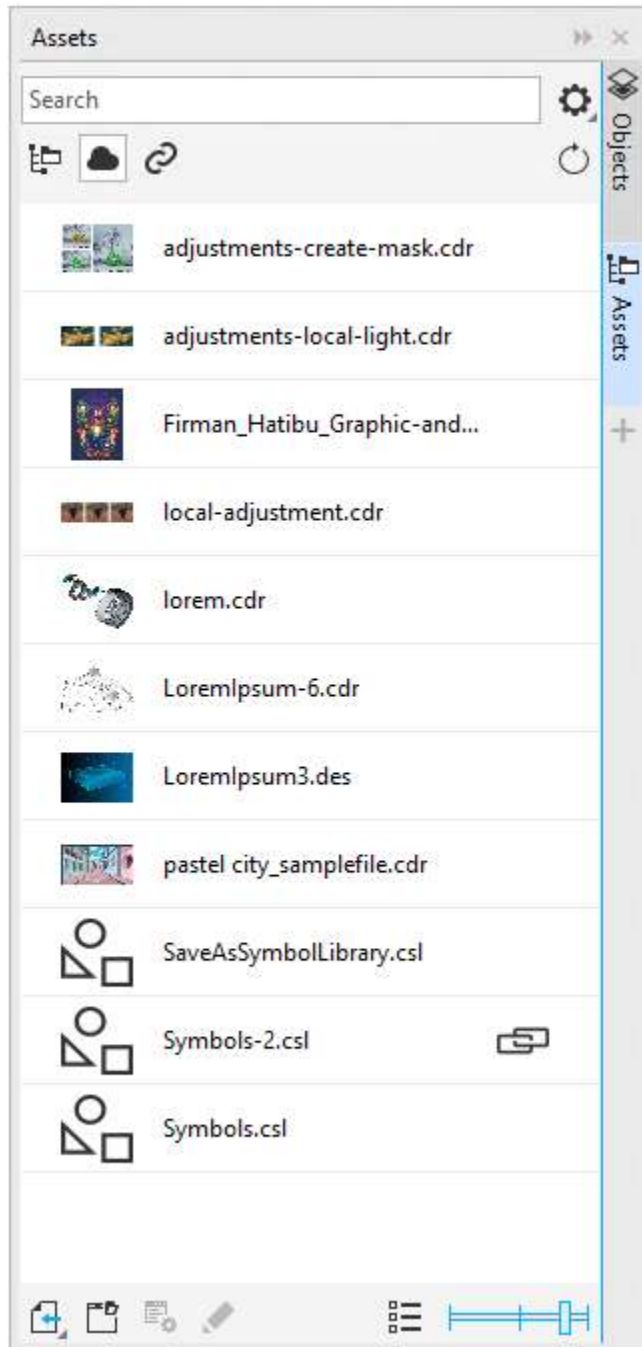 Assets
Search
Objects
Assets
adjustments-create-mask.cdr
adjustments-local-light.cdr
Firman_Hatibu_Graphic-and...
local-adjustment.cdr
lorem.cdr
LoremIpsum-6.cdr
LoremIpsum3.des
pastel city_samplefile.cdr
SaveAsSymbolLibrary.csl
Symbols-2.csl
Symbols.csl